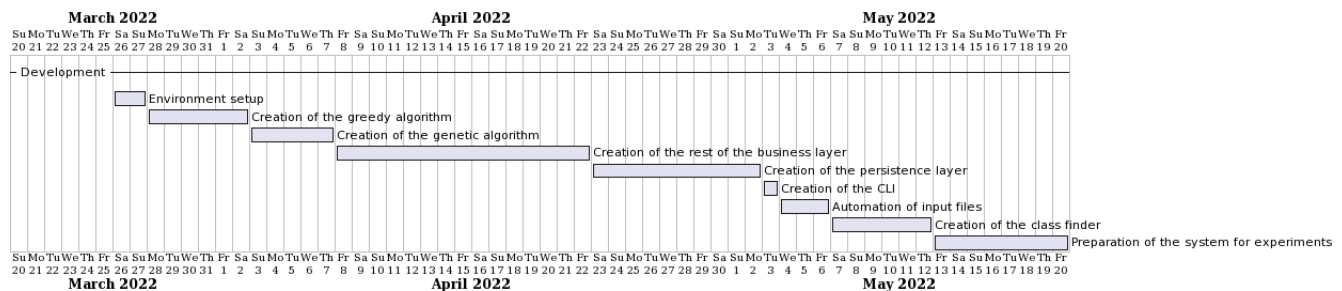 March 2022 April 2022 May 2022
Su Mo Tu We Th Fr Sa Su Mo Tu We Th Fr Sa Su Mo Tu We Th Fr Sa Su Mo Tu We Th Fr Sa Su Mo Tu We Th Fr Sa Su Mo Tu We Th Fr Sa Su Mo Tu We Th Fr Sa Su Mo Tu We Th Fr Sa Su Mo Tu We Th Fr
20 21 22 23 24 25 26 27 28 29 30 31 1 2 3 4 5 6 7 8 9 10 11 12 13 14 15 16 17 18 19 20 21 22 23 24 25 26 27 28 29 30 1 2 3 4 5 6 7 8 9 10 11 12 13 14 15 16 17 18 19 20
Development
Environment setup
Creation of the greedy algorithm
Creation of the genetic algorithm
Creation of the rest of the business layer
Creation of the persistence layer
Creation of the CLI
Automation of input files
Creation of the class finder
Preparation of the system for experiments
Su Mo Tu We Th Fr Sa Su Mo Tu We Th Fr Sa Su Mo Tu We Th Fr Sa Su Mo Tu We Th Fr Sa Su Mo Tu We Th Fr Sa Su Mo Tu We Th Fr Sa Su Mo Tu We Th Fr Sa Su Mo Tu We Th Fr Sa Su Mo Tu We Th Fr
20 21 22 23 24 25 26 27 28 29 30 31 1 2 3 4 5 6 7 8 9 10 11 12 13 14 15 16 17 18 19 20 21 22 23 24 25 26 27 28 29 30 1 2 3 4 5 6 7 8 9 10 11 12 13 14 15 16 17 18 19 20
March 2022 April 2022 May 2022